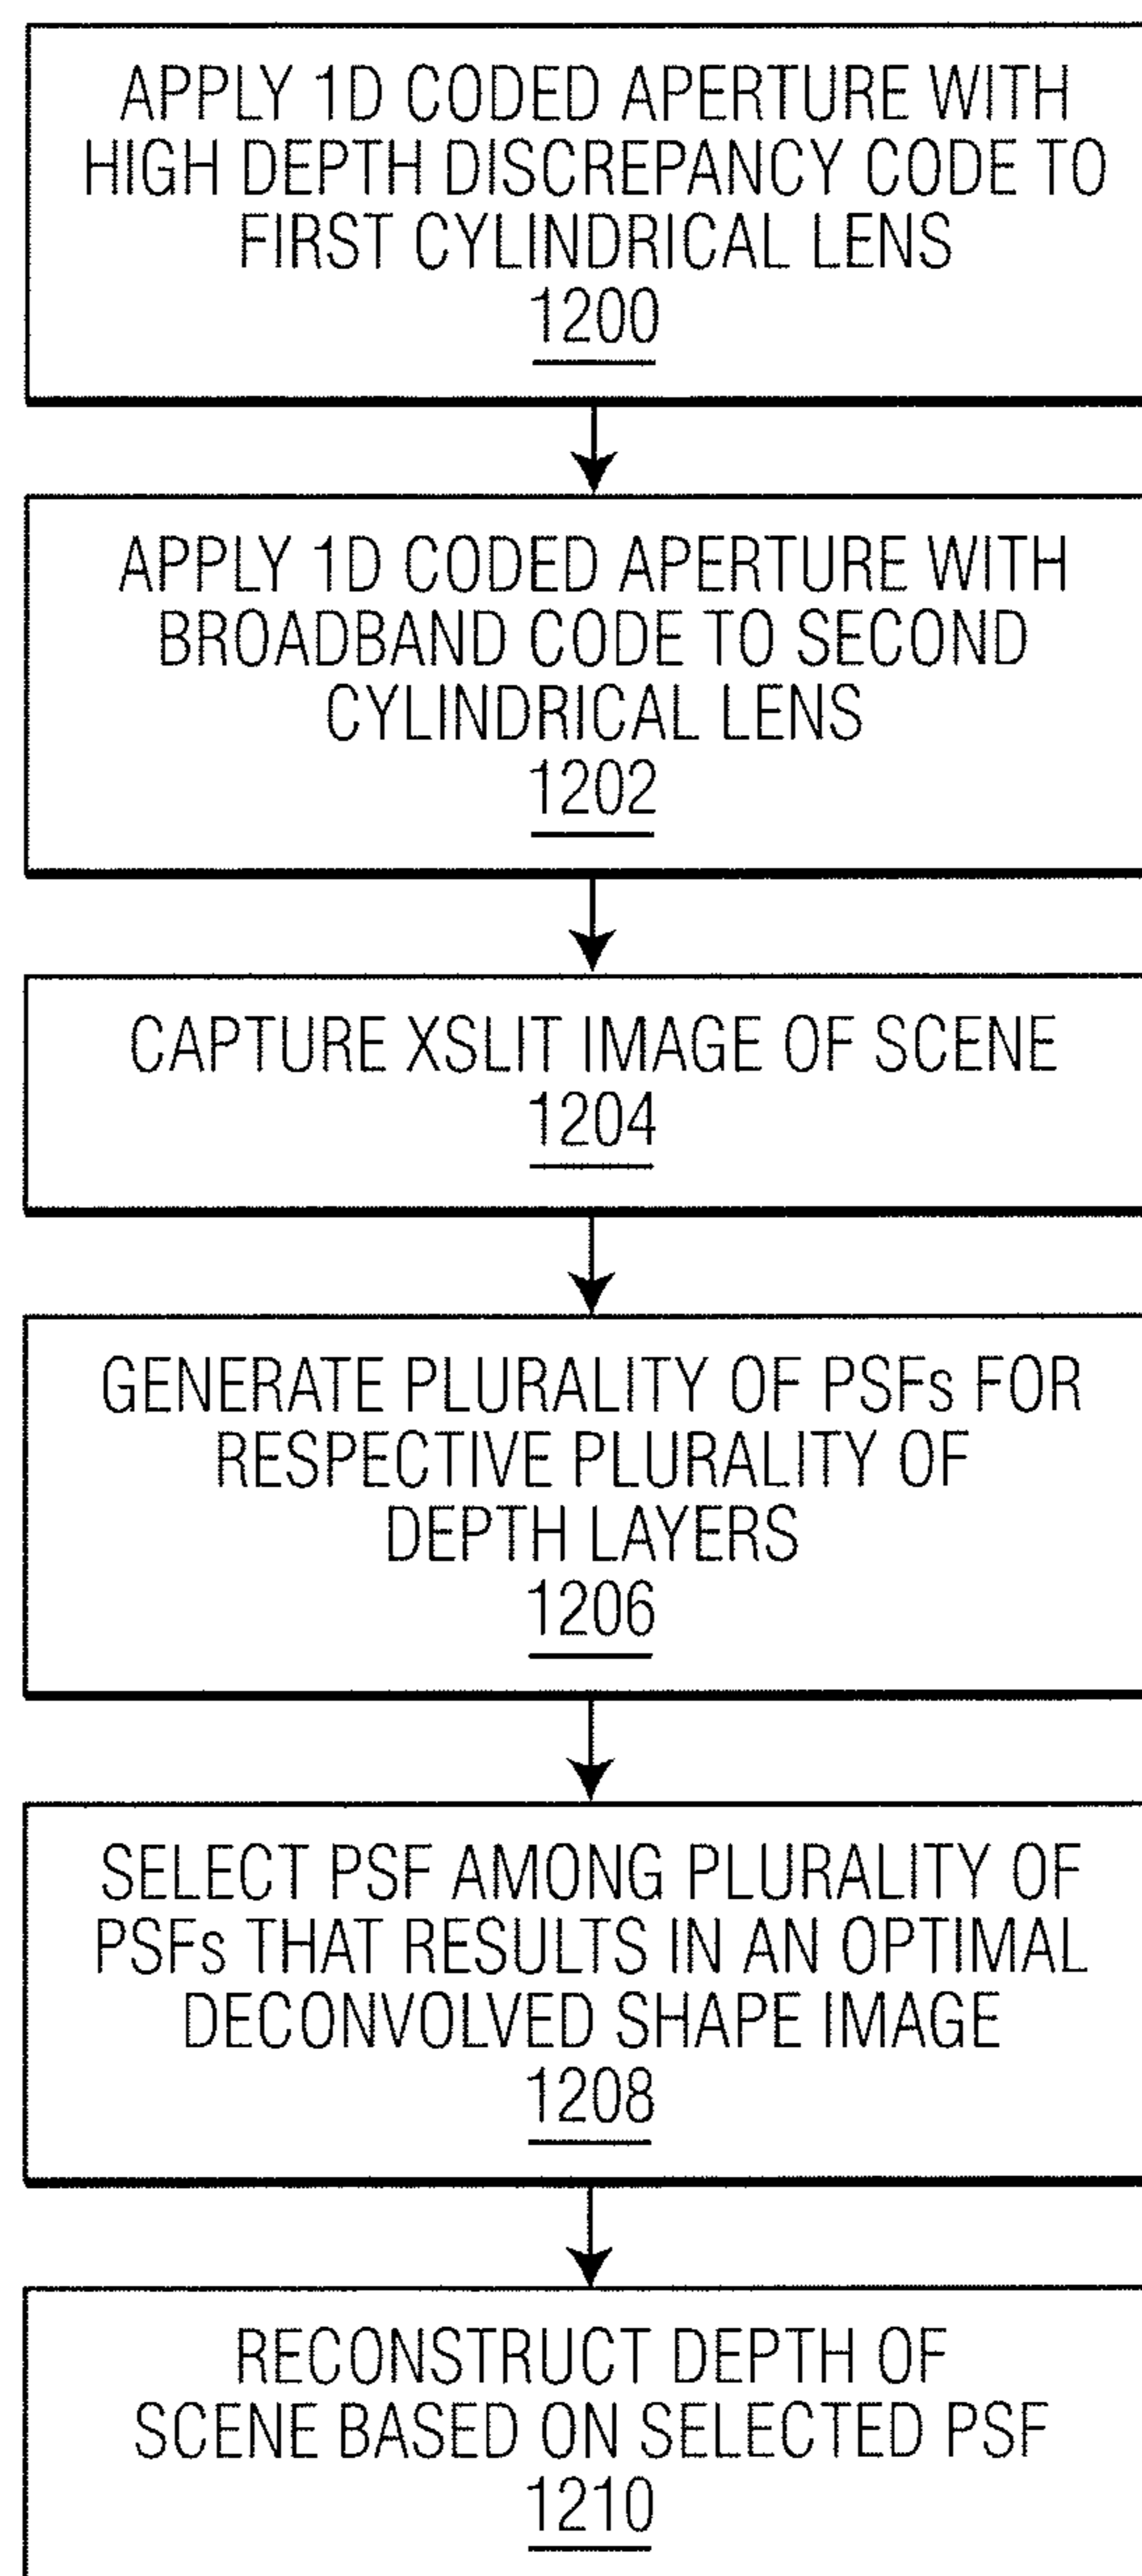 APPLY 1D CODED APERTURE WITH
HIGH DEPTH DISCREPANCY CODE TO
FIRST CYLINDRICAL LENS
1200
APPLY 1D CODED APERTURE WITH
BROADBAND CODE TO SECOND
CYLINDRICAL LENS
1202
CAPTURE XSLIT IMAGE OF SCENE
1204
GENERATE PLURALITY OF PSFs FOR
RESPECTIVE PLURALITY OF
DEPTH LAYERS
1206
SELECT PSF AMONG PLURALITY OF
PSFs THAT RESULTS IN AN OPTIMAL
DECONVOLVED SHAPE IMAGE
1208
RECONSTRUCT DEPTH OF
SCENE BASED ON SELECTED PSF
1210